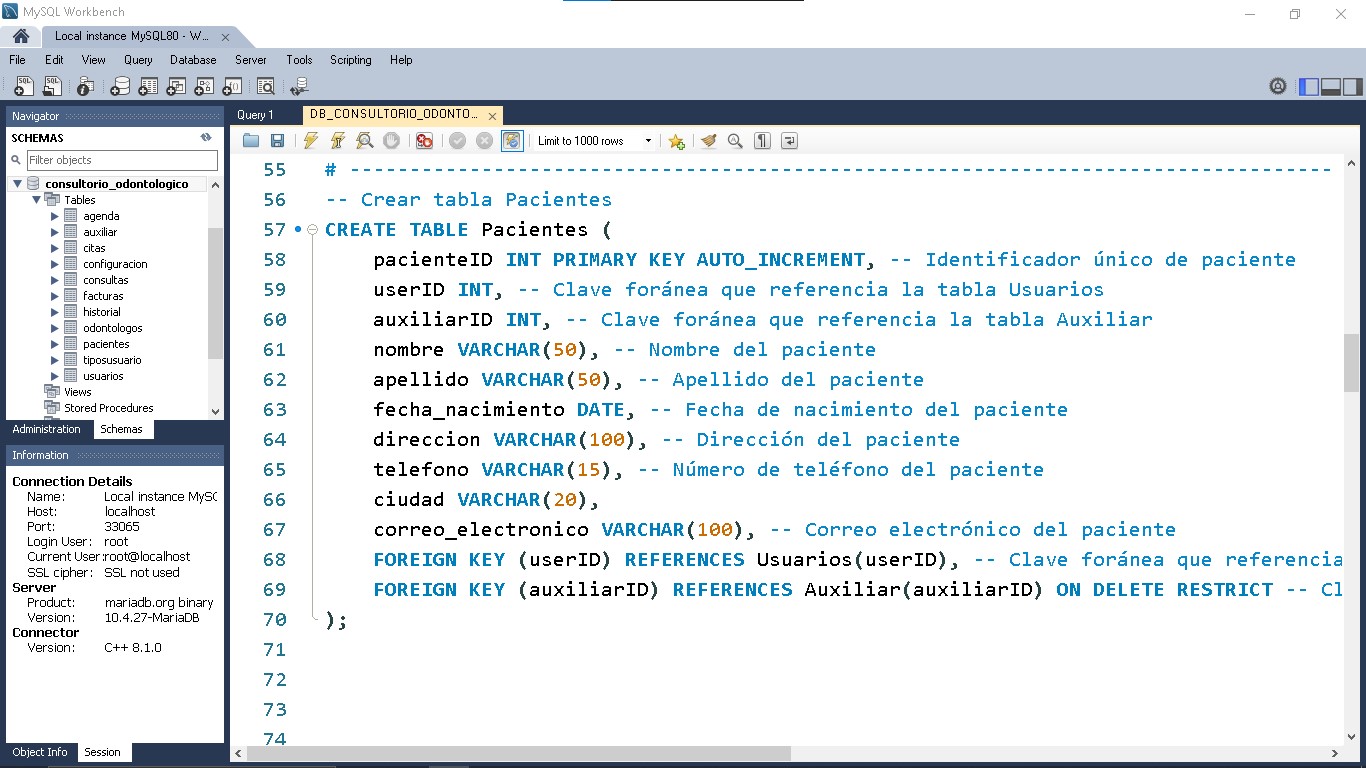 MySQL Workbench
Local instance MySQL80 - W... ×
File Edit View Query Database Server Tools Scripting Help
Navigator
SCHEMAS
Filter objects
consultorio_odontologico
Tables
agenda
auxiliar
citas
configuracion
consultas
facturas
historial
odontologos
pacientes
tiposusuario
usuarios
Views
Stored Procedures
Administration Schemas
Information
Connection Details
Name: Local instance MySC
Host: localhost
Port: 33065
Login User: root
Current User: root@localhost
SSL cipher: SSL not used
Server
Product: mariadb.org binary
Version: 10.4.27-MariaDB
Connector
Version: C++ 8.1.0
Object Info Session
Query 1 DB_CONSULTORIO_ODONTO... ×
Limit to 1000 rows
55 # ----------------------------------------------------------------------------------
56 -- Crear tabla Pacientes
57 CREATE TABLE Pacientes (
58 pacienteID INT PRIMARY KEY AUTO_INCREMENT, -- Identificador único de paciente
59 userID INT, -- Clave foránea que referencia la tabla Usuarios
60 auxiliarID INT, -- Clave foránea que referencia la tabla Auxiliar
61 nombre VARCHAR(50), -- Nombre del paciente
62 apellido VARCHAR(50), -- Apellido del paciente
63 fecha_nacimiento DATE, -- Fecha de nacimiento del paciente
64 direccion VARCHAR(100), -- Dirección del paciente
65 telefono VARCHAR(15), -- Número de teléfono del paciente
66 ciudad VARCHAR(20),
67 correo_electronico VARCHAR(100), -- Correo electrónico del paciente
68 FOREIGN KEY (userID) REFERENCES Usuarios(userID), -- Clave foránea que referencia
69 FOREIGN KEY (auxiliarID) REFERENCES Auxiliar(auxiliarID) ON DELETE RESTRICT -- Cl
70 );
71
72
73
74